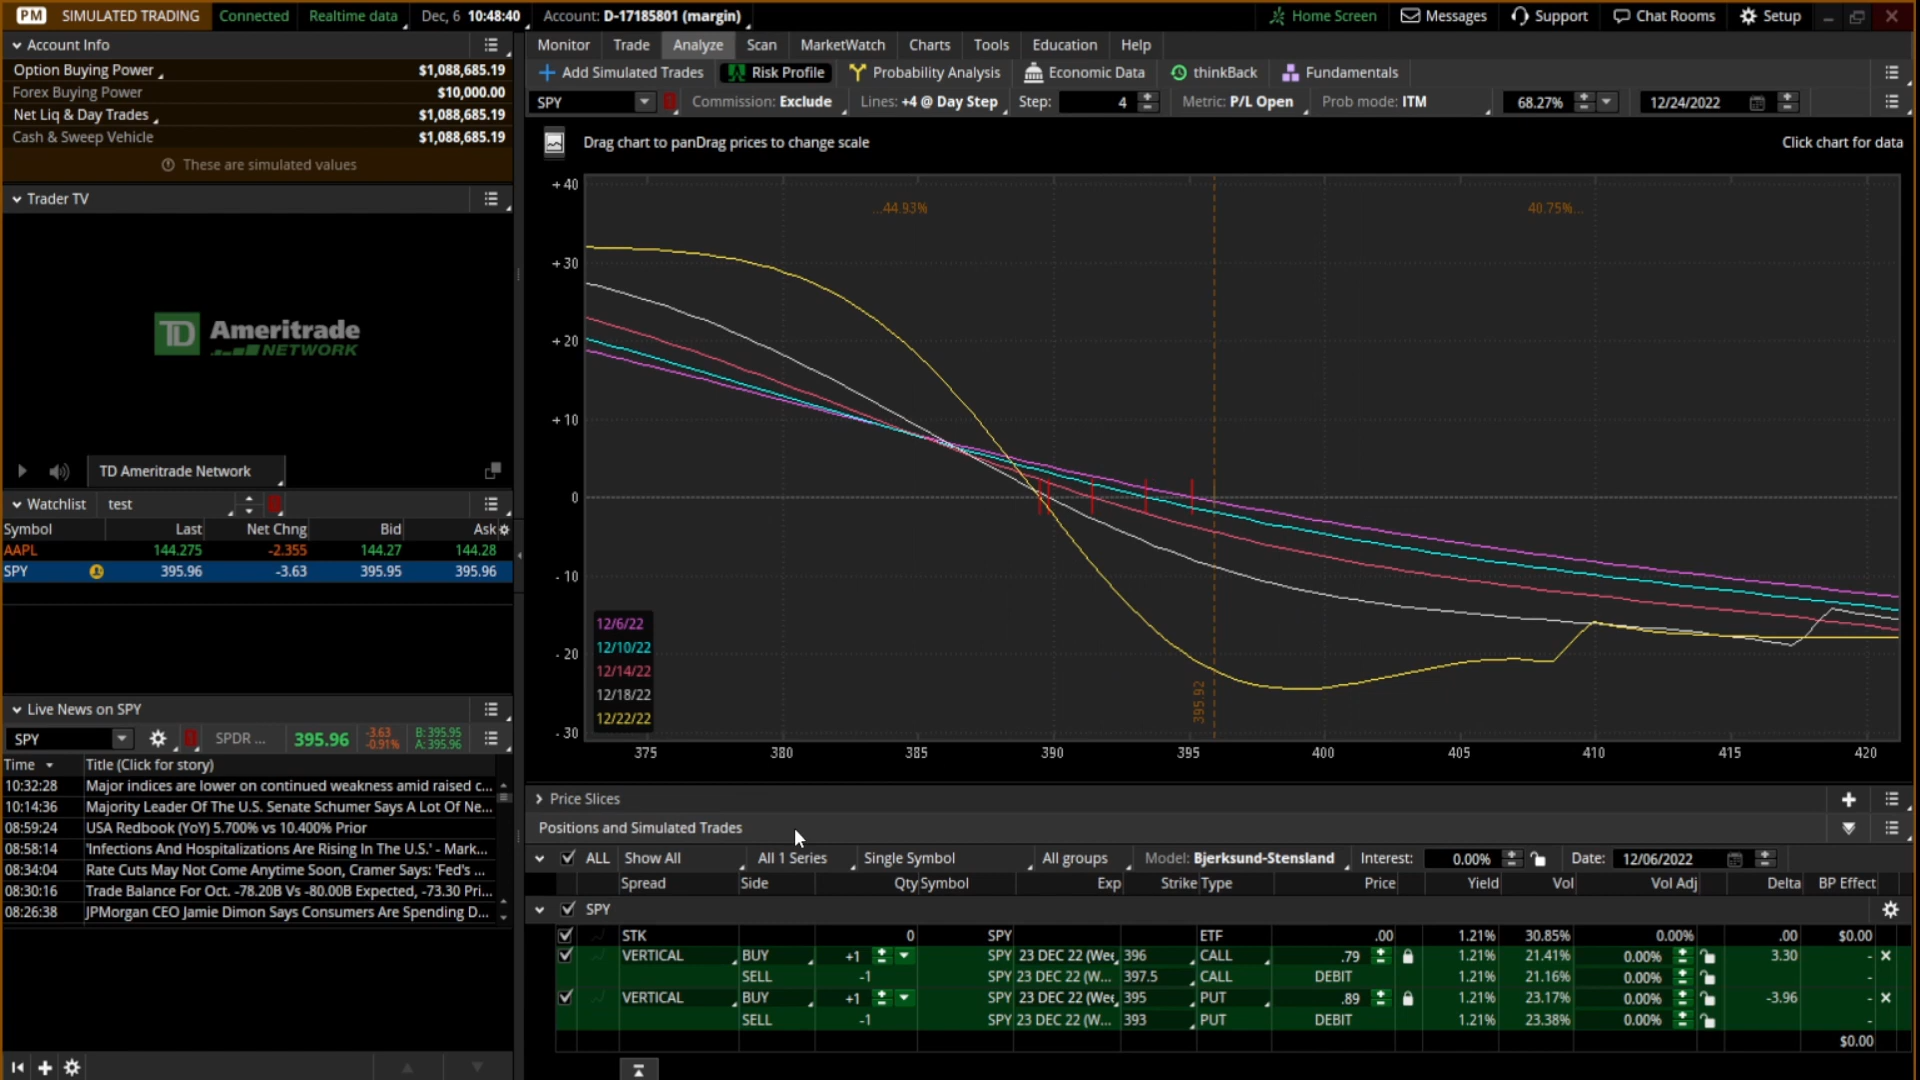 PM SIMULATED TRADING Connected Realtime data Dec, 6 10:48:40 Account: D-17185801 (margin) Home Screen Messages Support Chat Rooms Setup
Account Info
Option Buying Power $1,088,685.19
Forex Buying Power $10,000.00
Net Liq & Day Trades $1,088,685.19
Cash & Sweep Vehicle $1,088,685.19
These are simulated values
Trader TV
TD Ameritrade
NETWORK
TD Ameritrade Network
Watchlist test
Symbol Last Net Chng Bid Ask
AAPL 144.275 -2.355 144.27 144.28
SPY 395.96 -3.63 395.95 395.96
Live News on SPY
SPY SPDR ... 395.96 -3.63 B: 395.95
-0.91% A: 395.96
Time Title (Click for story)
10:32:28 Major indices are lower on continued weakness amid raised c...
10:14:36 Majority Leader Of The U.S. Senate Schumer Says A Lot Of Ne...
08:59:24 USA Redbook (YoY) 5.700% vs 10.400% Prior
08:58:14 'Infections And Hospitalizations Are Rising In The U.S.' - Mark...
08:34:04 Rate Cuts May Not Come Anytime Soon, Cramer Says: 'Fed's ...
08:30:16 Trade Balance For Oct. -78.20B Vs -80.00B Expected, -73.30 Pri...
08:26:38 JPMorgan CEO Jamie Dimon Says Consumers Are Spending D...
Monitor Trade Analyze Scan MarketWatch Charts Tools Education Help
Add Simulated Trades Risk Profile Probability Analysis Economic Data thinkBack Fundamentals
SPY Commission: Exclude Lines: +4 @ Day Step Step: 4 Metric: P/L Open Prob mode: ITM 68.27% 12/24/2022
Drag chart to panDrag prices to change scale Click chart for data
+40
...44.93% 40.75%...
+30
+20
+10
0
-10
-20
-30
12/6/22
12/10/22
12/14/22
12/18/22
12/22/22
395.92
375 380 385 390 395 400 405 410 415 420
Price Slices
Positions and Simulated Trades
ALL Show All All 1 Series Single Symbol All groups Model: Bjerksund-Stensland Interest: 0.00% Date: 12/06/2022
Spread Side Qty Symbol Exp Strike Type Price Yield Vol Vol Adj Delta BP Effect
SPY
STK 0 SPY ETF .00 1.21% 30.85% 0.00% .00 $0.00
VERTICAL BUY +1 SPY 23 DEC 22 (Wee 396 CALL .79 1.21% 21.41% 0.00% 3.30 -
SELL -1 SPY 23 DEC 22 (W... 397.5 CALL DEBIT 1.21% 21.16% 0.00% -
VERTICAL BUY +1 SPY 23 DEC 22 (Wee 395 PUT .89 1.21% 23.17% 0.00% -3.96 -
SELL -1 SPY 23 DEC 22 (W... 393 PUT DEBIT 1.21% 23.38% 0.00% -
$0.00